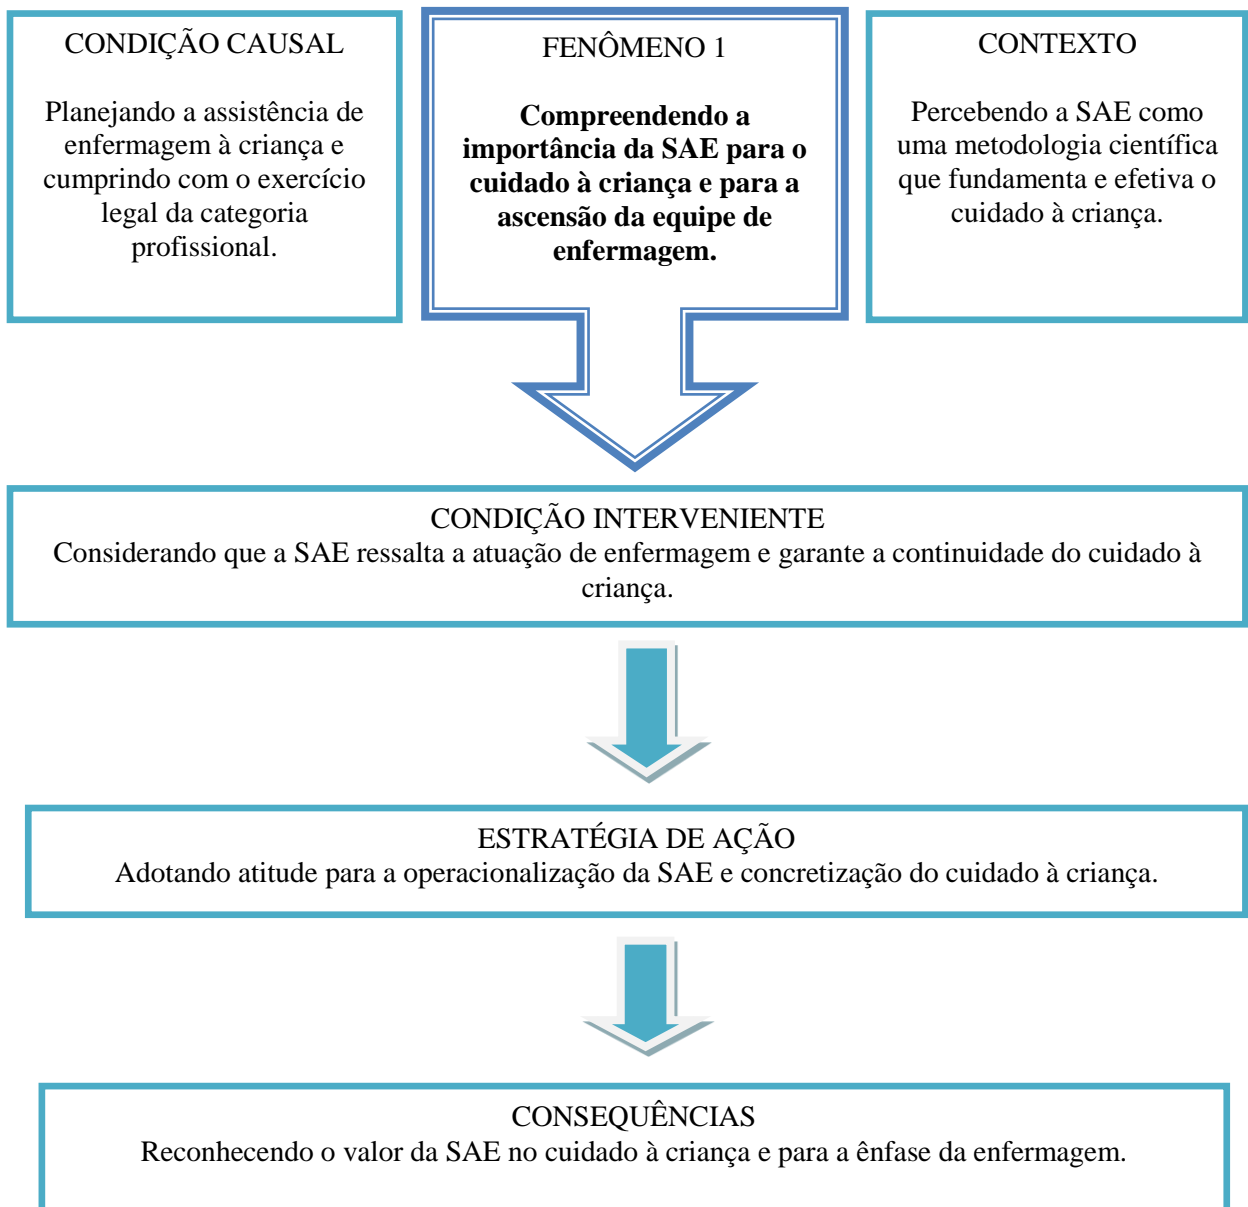 CONDIÇÃO CAUSAL
Planejando a assistência de
enfermagem à criança e
cumprindo com o exercício
legal da categoria
profissional.
FENÔMENO 1
Compreendendo a
importância da SAE para o
cuidado à criança e para a
ascensão da equipe de
enfermagem.
CONTEXTO
Percebendo a SAE como
uma metodologia científica
que fundamenta e efetiva o
cuidado à criança.
CONDIÇÃO INTERVENIENTE
Considerando que a SAE ressalta a atuação de enfermagem e garante a continuidade do cuidado à
criança.
ESTRATÉGIA DE AÇÃO
Adotando atitude para a operacionalização da SAE e concretização do cuidado à criança.
CONSEQUÊNCIAS
Reconhecendo o valor da SAE no cuidado à criança e para a ênfase da enfermagem.